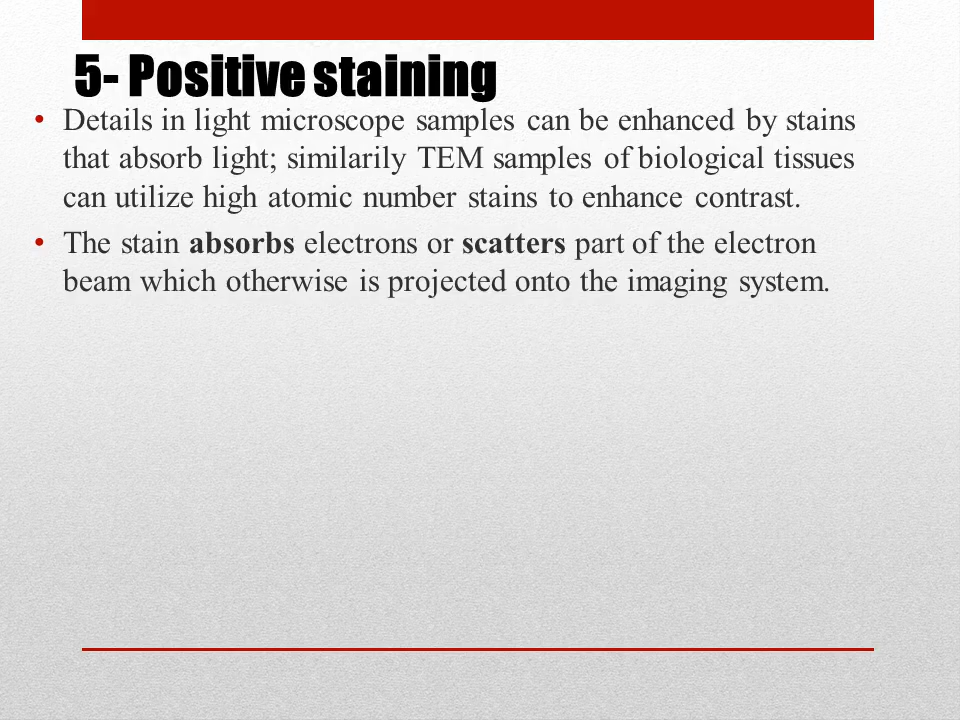 5- Positive staining
• Details in light microscope samples can be enhanced by stains
that absorb light; similarily TEM samples of biological tissues
can utilize high atomic number stains to enhance contrast.
• The stain absorbs electrons or scatters part of the electron
beam which otherwise is projected onto the imaging system.